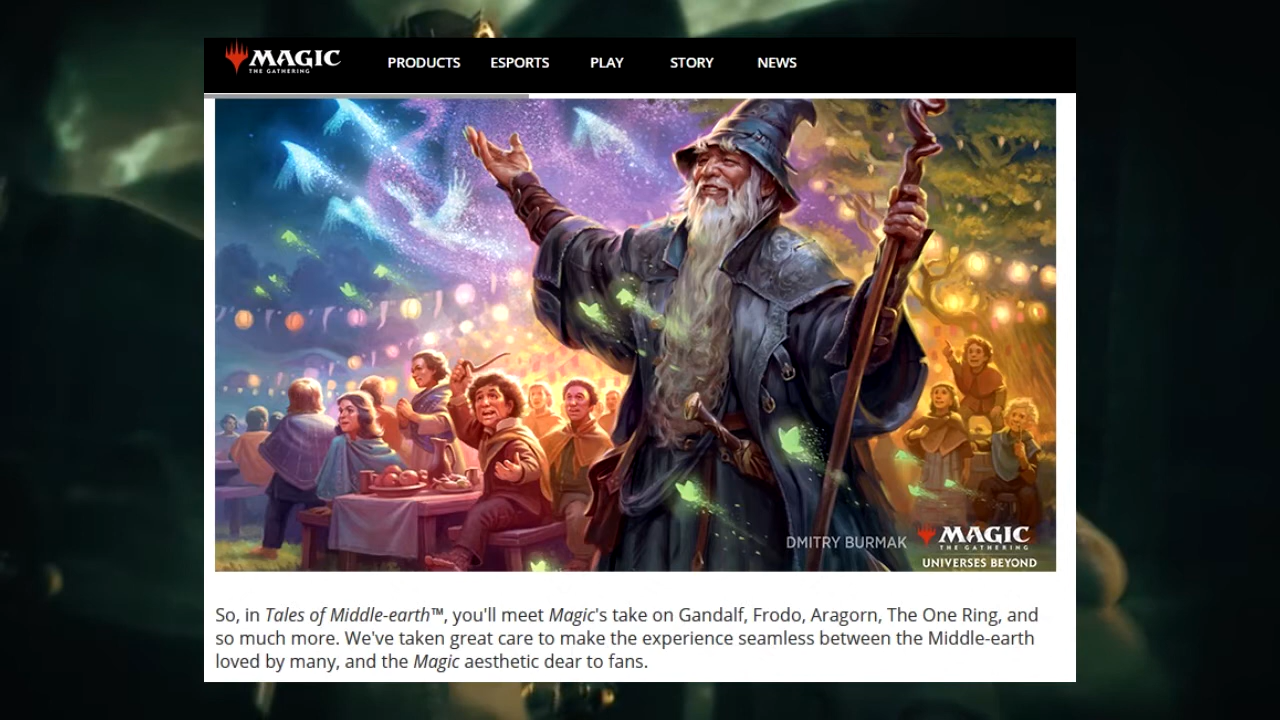 MAGIC
THE GATHERING
PRODUCTS ESPORTS PLAY STORY NEWS
DMITRY BURMAK
MAGIC
THE GATHERING
UNIVERSES BEYOND
So, in Tales of Middle-earth™, you'll meet Magic's take on Gandalf, Frodo, Aragorn, The One Ring, and
so much more. We've taken great care to make the experience seamless between the Middle-earth
loved by many, and the Magic aesthetic dear to fans.